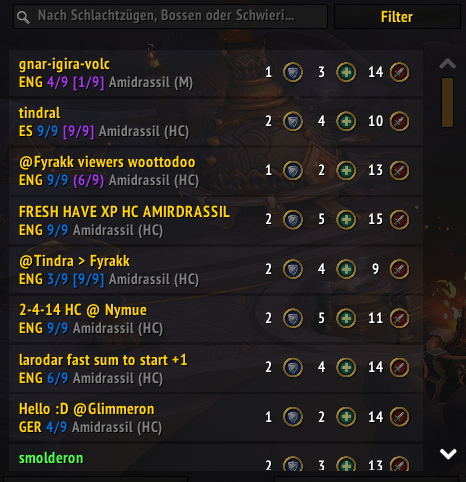 Nach Schlachtzügen, Bossen oder Schwieri... Filter
gnar-igira-volc
ENG 4/9 [1/9] Amidrassil (M) 1 3 14
tindral
ES 9/9 [9/9] Amidrassil (HC) 2 4 10
@Fyrakk viewers woottodoo
ENG 9/9 (6/9) Amidrassil (HC) 1 2 13
FRESH HAVE XP HC AMIRDRASSIL
ENG 9/9 Amidrassil (HC) 2 5 15
@Tindra > Fyrakk
ENG 3/9 [9/9] Amidrassil (HC) 2 4 9
2-4-14 HC @ Nymue
ENG 9/9 Amidrassil (HC) 2 5 11
larodar fast sum to start +1
ENG 6/9 Amidrassil (HC) 2 4 14
Hello :D @Glimmeron
GER 4/9 Amidrassil (HC) 1 2 14
smolderon 2 3 13